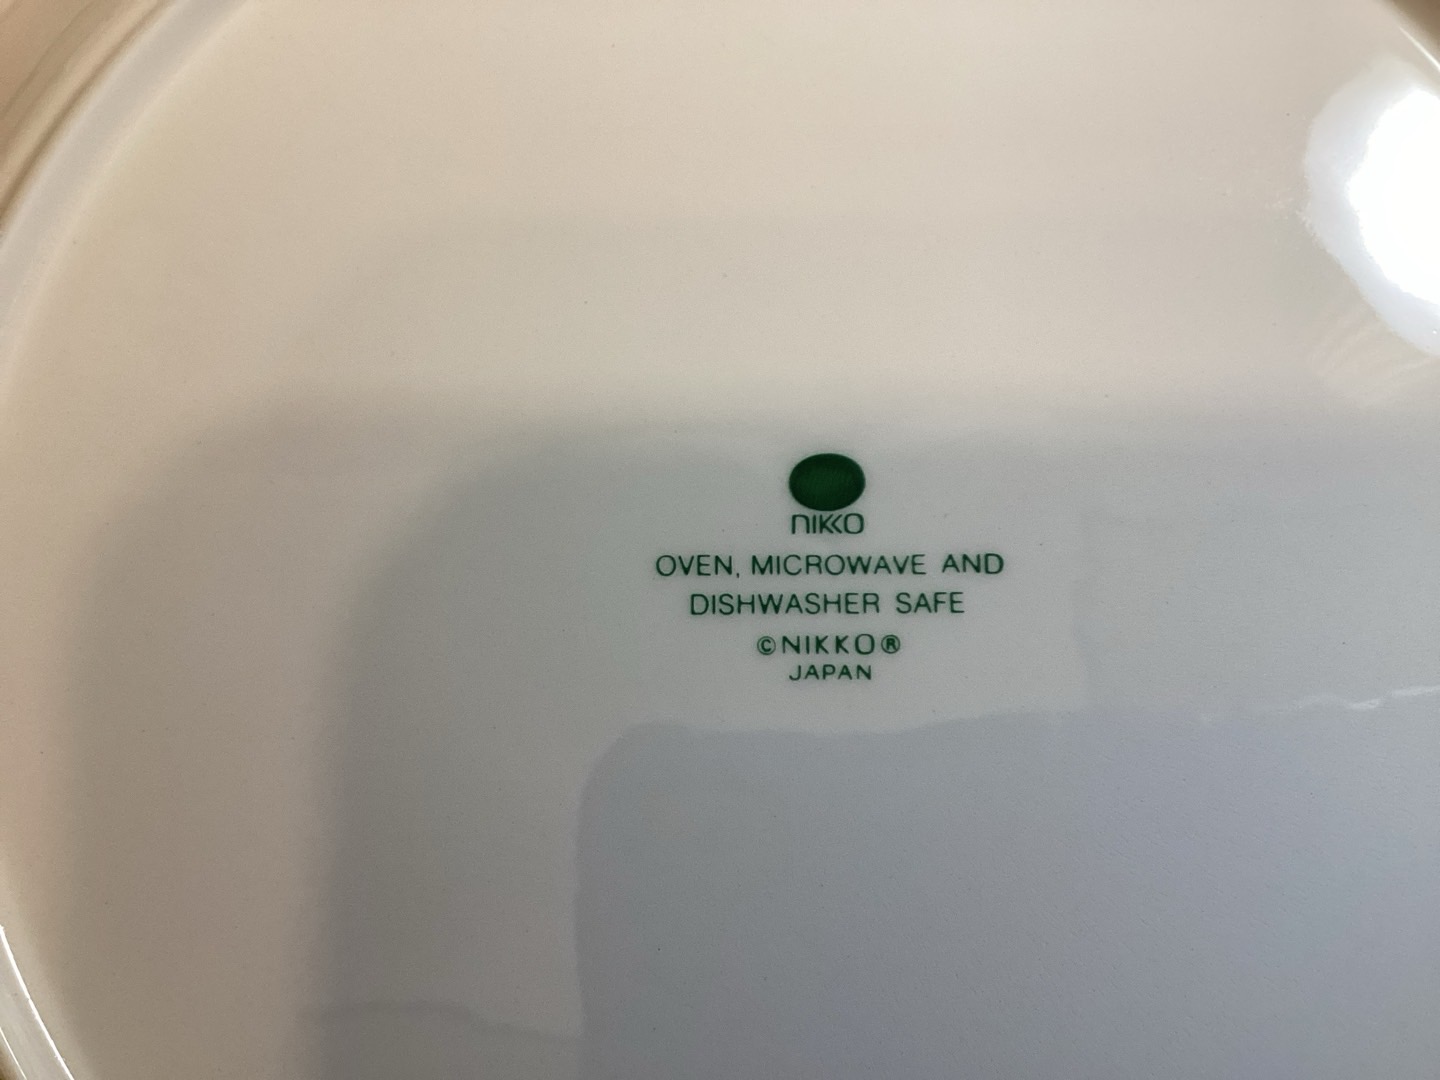 NIKKO
OVEN, MICROWAVE AND
DISHWASHER SAFE
©NIKKO®
JAPAN